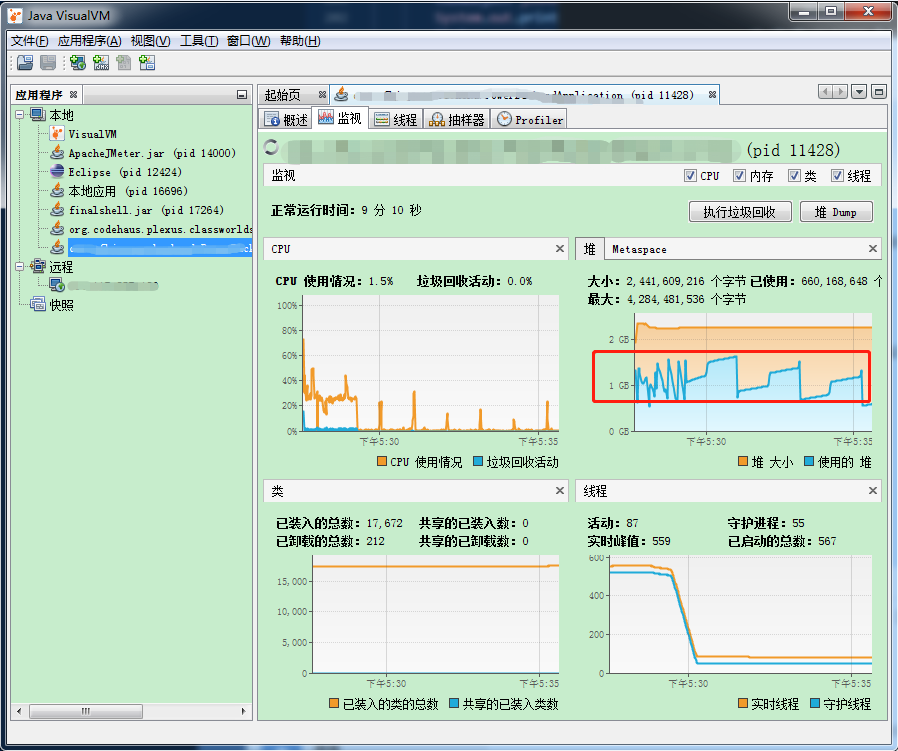 Java VisualVM
System.out.print
文件(F) 应用程序(A) 视图(V) 工具(T) 窗口(W) 帮助(H)
应用程序
本地
VisualVM
ApacheJMeter.jar (pid 14000)
Eclipse (pid 12424)
本地应用 (pid 16696)
finalshell.jar (pid 17264)
org.codehaus.plexus.classworlds
远程
快照
起始页 Application (pid 11428)
概述 监视 线程 抽样器 Profiler
(pid 11428)
监视 CPU 内存 类 线程
正常运行时间: 9 分 10 秒 执行垃圾回收 堆 Dump
CPU
CPU 使用情况: 1.5% 垃圾回收活动: 0.0%
100%
80%
60%
40%
20%
0%
下午5:30 下午5:35
CPU 使用情况 垃圾回收活动
堆 Metaspace
大小: 2,441,609,216 个字节 已使用: 660,168,648 个
最大: 4,284,481,536 个字节
2 GB
1 GB
0 GB
下午5:30 下午5:35
堆 大小 使用的 堆
类
已装入的总数: 17,672 共享的已装入数: 0
已卸载的总数: 212 共享的已卸载数: 0
15,000
10,000
5,000
0
下午5:30 下午5:35
已装入的类的总数 共享的已装入类数
线程
活动: 87 守护进程: 55
实时峰值: 559 已启动的总数: 567
600
400
200
0
下午5:30 下午5:35
实时线程 守护线程